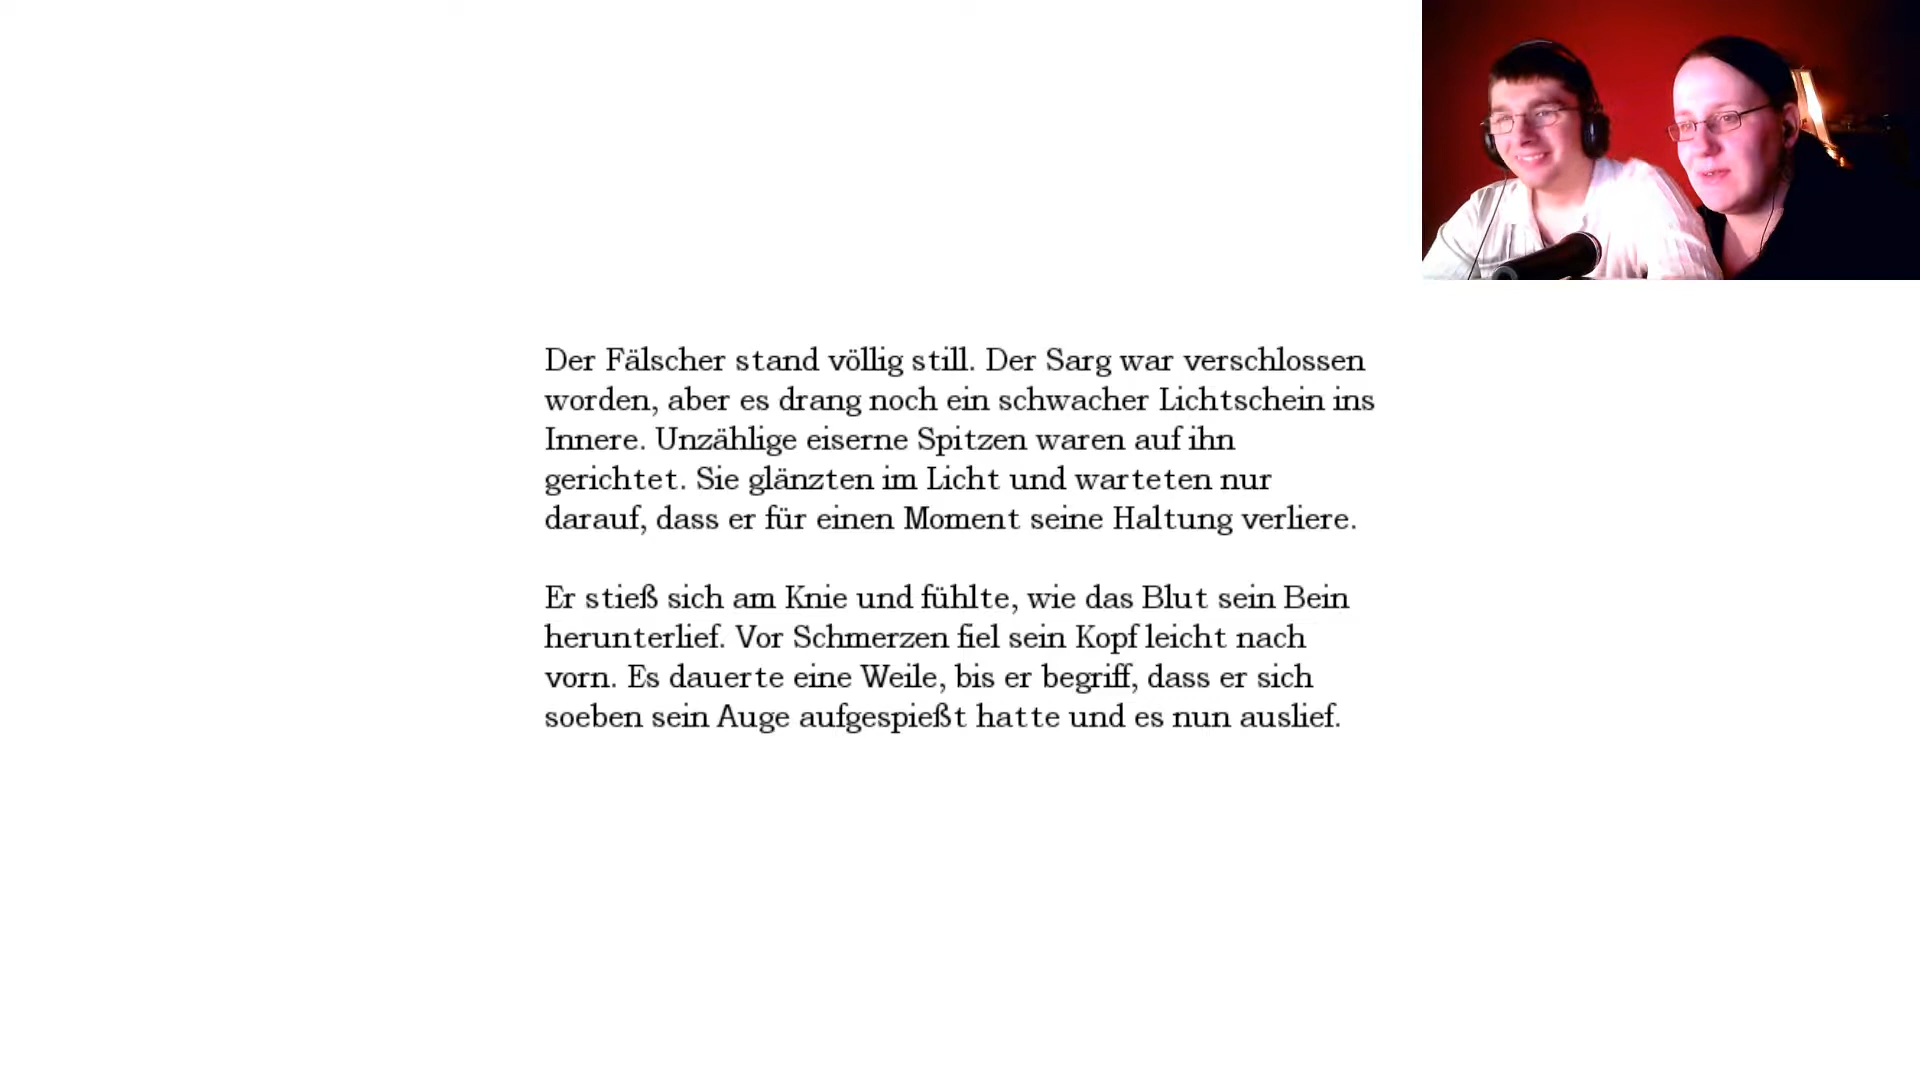 Der Fälscher stand völlig still. Der Sarg war verschlossen
worden, aber es drang noch ein schwacher Lichtschein ins
Innere. Unzählige eiserne Spitzen waren auf ihn
gerichtet. Sie glänzten im Licht und warteten nur
darauf, dass er für einen Moment seine Haltung verliere.

Er stieß sich am Knie und fühlte, wie das Blut sein Bein
herunterlief. Vor Schmerzen fiel sein Kopf leicht nach
vorn. Es dauerte eine Weile, bis er begriff, dass er sich
soeben sein Auge aufgespießt hatte und es nun auslief.